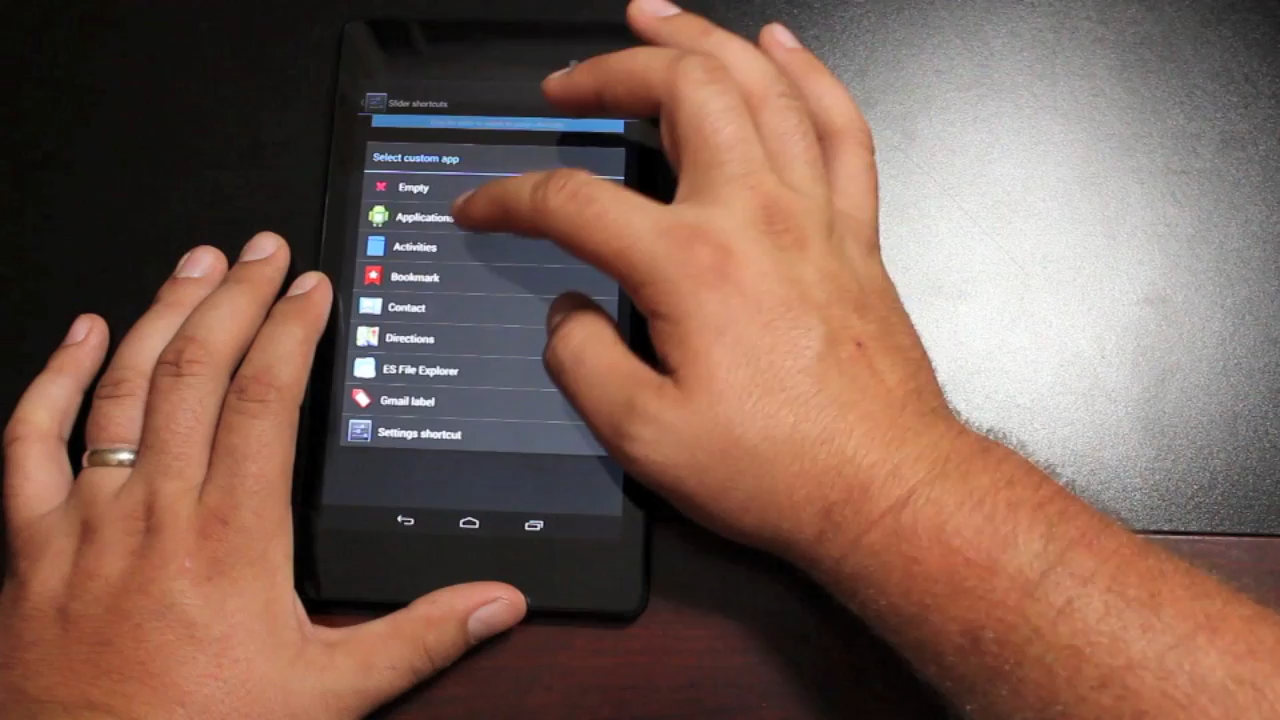 Slider shortcuts
Select custom app
Empty
Applications
Activities
Bookmark
Contact
Directions
ES File Explorer
Gmail label
Settings shortcut